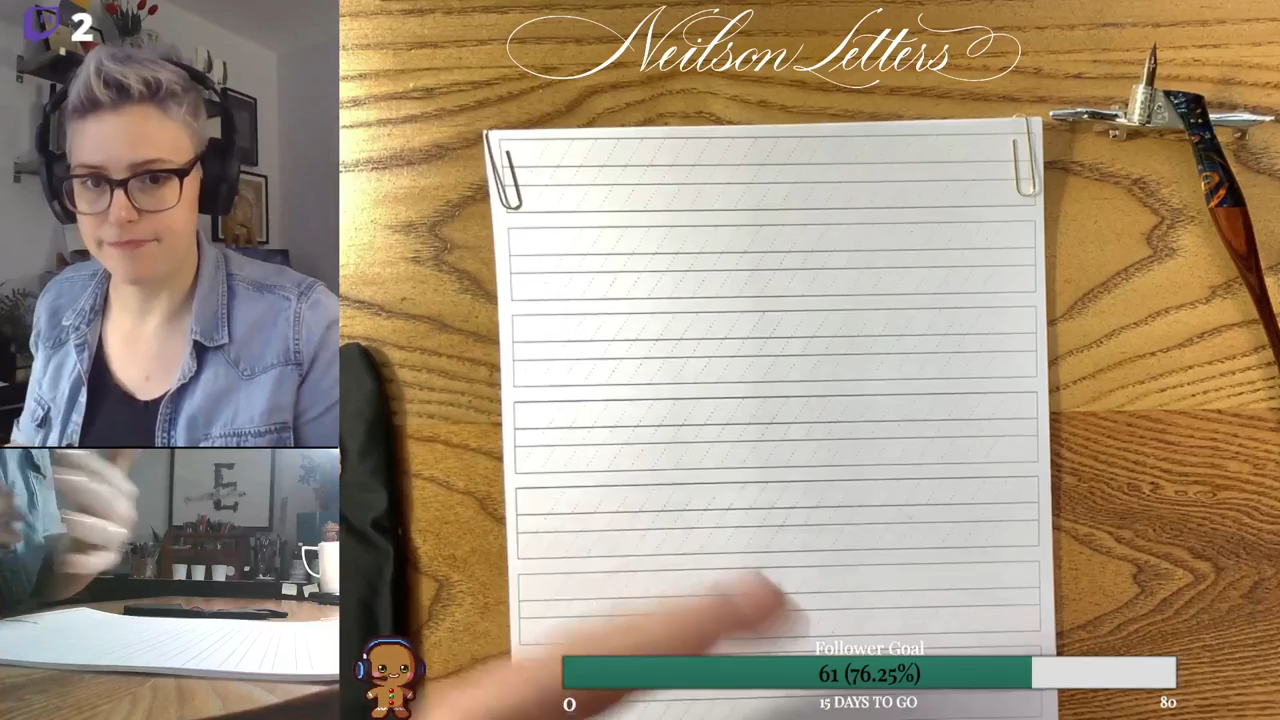 2
Neilson Letters
E
Follower Goal
61 (76.25%)
0
15 DAYS TO GO
80